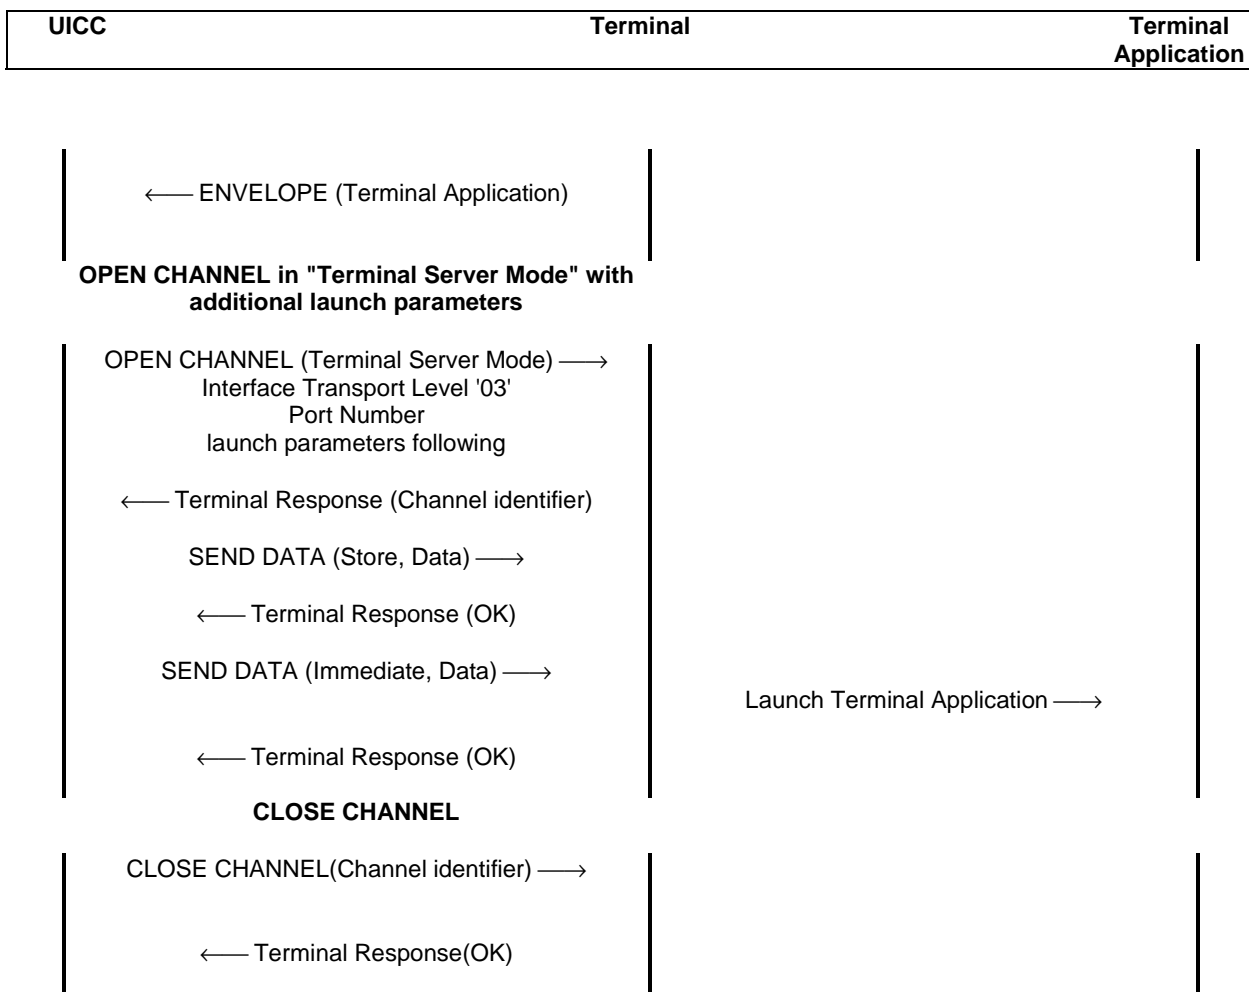 UICC Terminal Terminal
Application
⟵ ENVELOPE (Terminal Application)
OPEN CHANNEL in "Terminal Server Mode" with
additional launch parameters
OPEN CHANNEL (Terminal Server Mode) ⟶
Interface Transport Level '03'
Port Number
launch parameters following
⟵ Terminal Response (Channel identifier)
SEND DATA (Store, Data) ⟶
⟵ Terminal Response (OK)
SEND DATA (Immediate, Data) ⟶
Launch Terminal Application ⟶
⟵ Terminal Response (OK)
CLOSE CHANNEL
CLOSE CHANNEL(Channel identifier) ⟶
⟵ Terminal Response(OK)